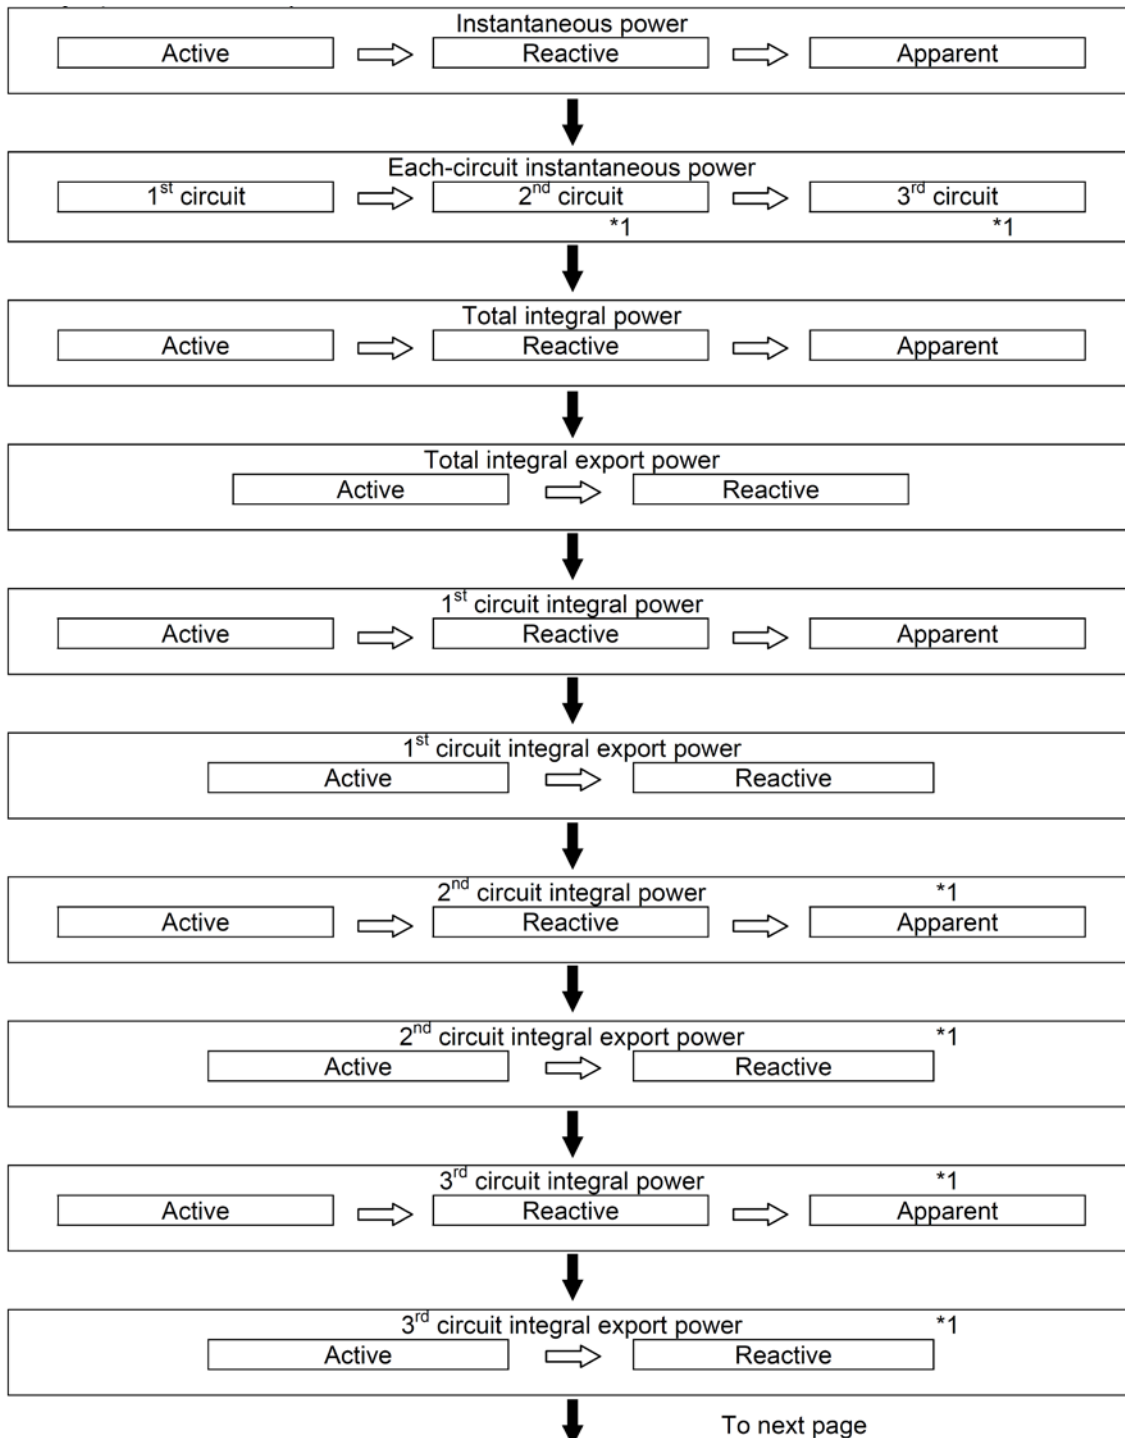 Instantaneous power
Active Reactive Apparent
Each-circuit instantaneous power
1st circuit 2nd circuit 3rd circuit
*1 *1
Total integral power
Active Reactive Apparent
Total integral export power
Active Reactive
1st circuit integral power
Active Reactive Apparent
1st circuit integral export power
Active Reactive
2nd circuit integral power *1
Active Reactive Apparent
2nd circuit integral export power *1
Active Reactive
3rd circuit integral power *1
Active Reactive Apparent
3rd circuit integral export power *1
Active Reactive
To next page